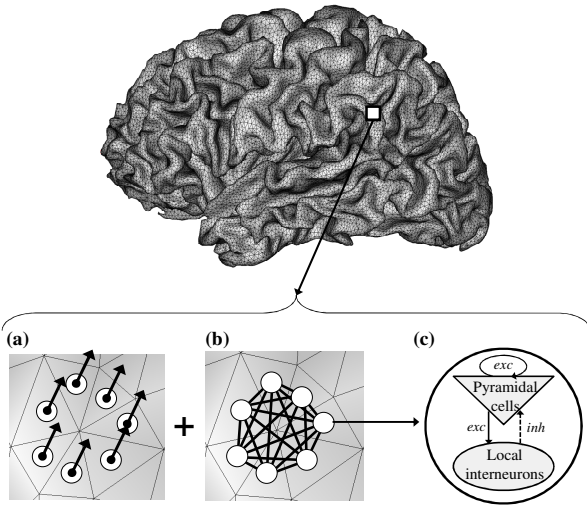 (a)
(b)
(c)
+
exc
Pyramidal
cells
exc
inh
Local
interneurons